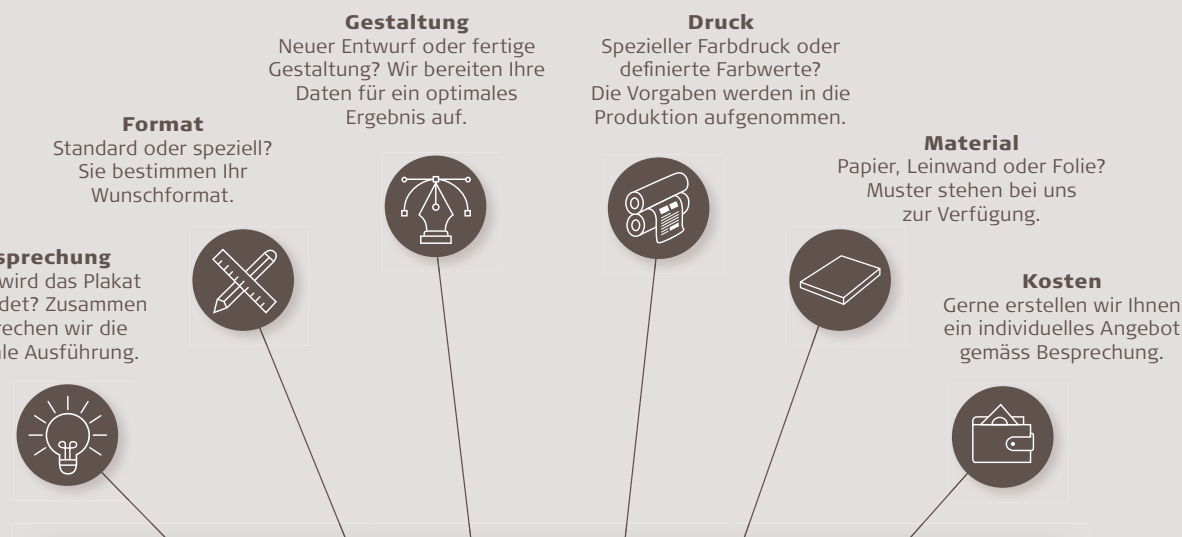 sprechung
wird das Plakat
det? Zusammen
rechen wir die
le Ausführung.
Format
Standard oder speziell?
Sie bestimmen Ihr
Wunschformat.
Gestaltung
Neuer Entwurf oder fertige
Gestaltung? Wir bereiten Ihre
Daten für ein optimales
Ergebnis auf.
Druck
Spezieller Farbdruck oder
definierte Farbwerte?
Die Vorgaben werden in die
Produktion aufgenommen.
Material
Papier, Leinwand oder Folie?
Muster stehen bei uns
zur Verfügung.
Kosten
Gerne erstellen wir Ihnen
ein individuelles Angebot
gemäss Besprechung.